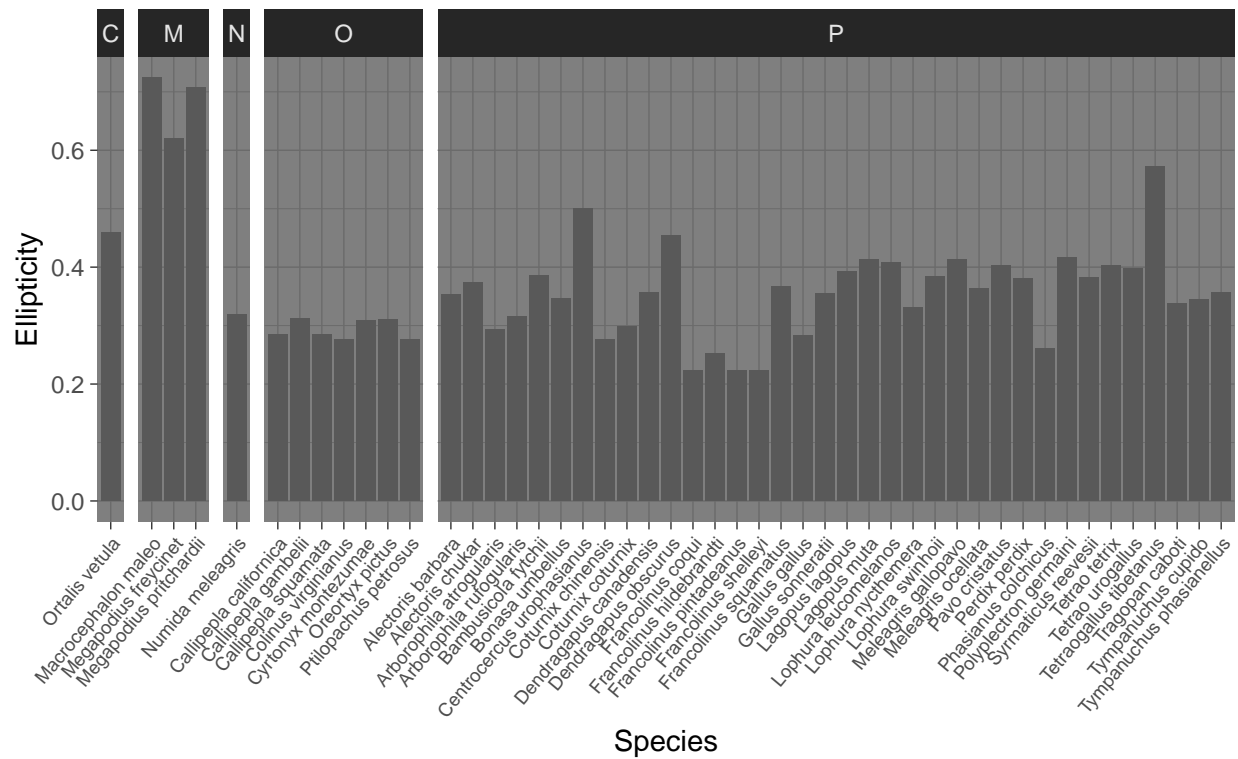 C
M
N
O
P
Ellipticity
0.6
0.4
0.2
0.0
Ortalis vetula
Macrocephalon maleo
Megapodius freycinet
Megapodius pritchardii
Numida meleagris
Callipepla californica
Callipepla gambelii
Callipepla squamata
Colinus virginianus
Cyrtonyx montezumae
Oreortyx pictus
Ptilopachus petrosus
Alectoris barbara
Alectoris chukar
Arborophila atrogularis
Arborophila rufogularis
Bambusicola fytchii
Bonasa umbellus
Centrocercus urophasianus
Coturnix chinensis
Coturnix coturnix
Dendragapus canadensis
Dendragapus obscurus
Francolinus coqui
Francolinus hildebrandti
Francolinus pintadeanus
Francolinus shelleyi
Francolinus squamatus
Gallus gallus
Gallus sonneratii
Lagopus lagopus
Lagopus muta
Lophura leucomelanos
Lophura nycthemera
Lophura swinhoii
Meleagris gallopavo
Meleagris ocellata
Pavo cristatus
Perdix perdix
Phasianus colchicus
Polyplectron germaini
Syrmaticus reevesii
Tetrao tetrix
Tetrao urogallus
Tetraogallus tibetanus
Tragopan caboti
Tympanuchus cupido
Tympanuchus phasianellus
Species